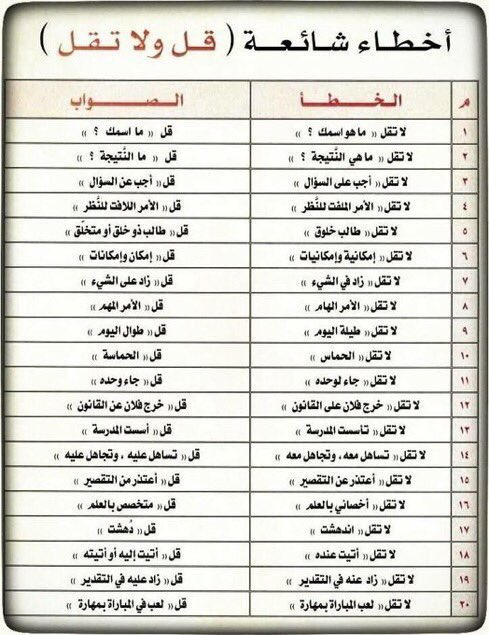 أخطاء شائعة ( قل ولا تقل )
م الخطأ الصواب
١ لا تقل « ما هو اسمك ؟ » قل « ما اسمك ؟ »
٢ لا تقل « ما هي النَّتيجة ؟ » قل « ما النَّتيجة ؟ »
٣ لا تقل « أجب على السؤال » قل « أجب عن السؤال »
٤ لا تقل « الأمر الملفت للنَّظر » قل « الأمر اللافت للنَّظر »
٥ لا تقل « طالب خلوق » قل « طالب ذو خلق أو متخلّق »
٦ لا تقل « إمكانية وإمكانيات » قل « إمكان وإمكانات »
٧ لا تقل « زاد في الشيء » قل « زاد على الشيء »
٨ لا تقل « الأمر الهام » قل « الأمر المهم »
٩ لا تقل « طيلة اليوم » قل « طوال اليوم »
١٠ لا تقل « الحماس » قل « الحماسة »
١١ لا تقل « جاء لوحده » قل « جاء وحده »
١٢ لا تقل « خرج فلان على القانون » قل « خرج فلان عن القانون »
١٣ لا تقل « تأسست المدرسة » قل « أسست المدرسة »
١٤ لا تقل « تساهل معه ، وتجاهل معه » قل « تساهل عليه ، وتجاهل عليه »
١٥ لا تقل « أعتذر عن التقصير » قل « أعتذر من التقصير »
١٦ لا تقل « أخصاني بالعلم » قل « متخصص بالعلم »
١٧ لا تقل « اندهشت » قل « دُهشت »
١٨ لا تقل « أتيت عنده » قل « أتيت إليه أو أتيته »
١٩ لا تقل « زاد عنه في التقدير » قل « زاد عليه في التقدير »
٢٠ لا تقل « لعب المباراة بمهارة » قل « لعب في المباراة بمهارة »